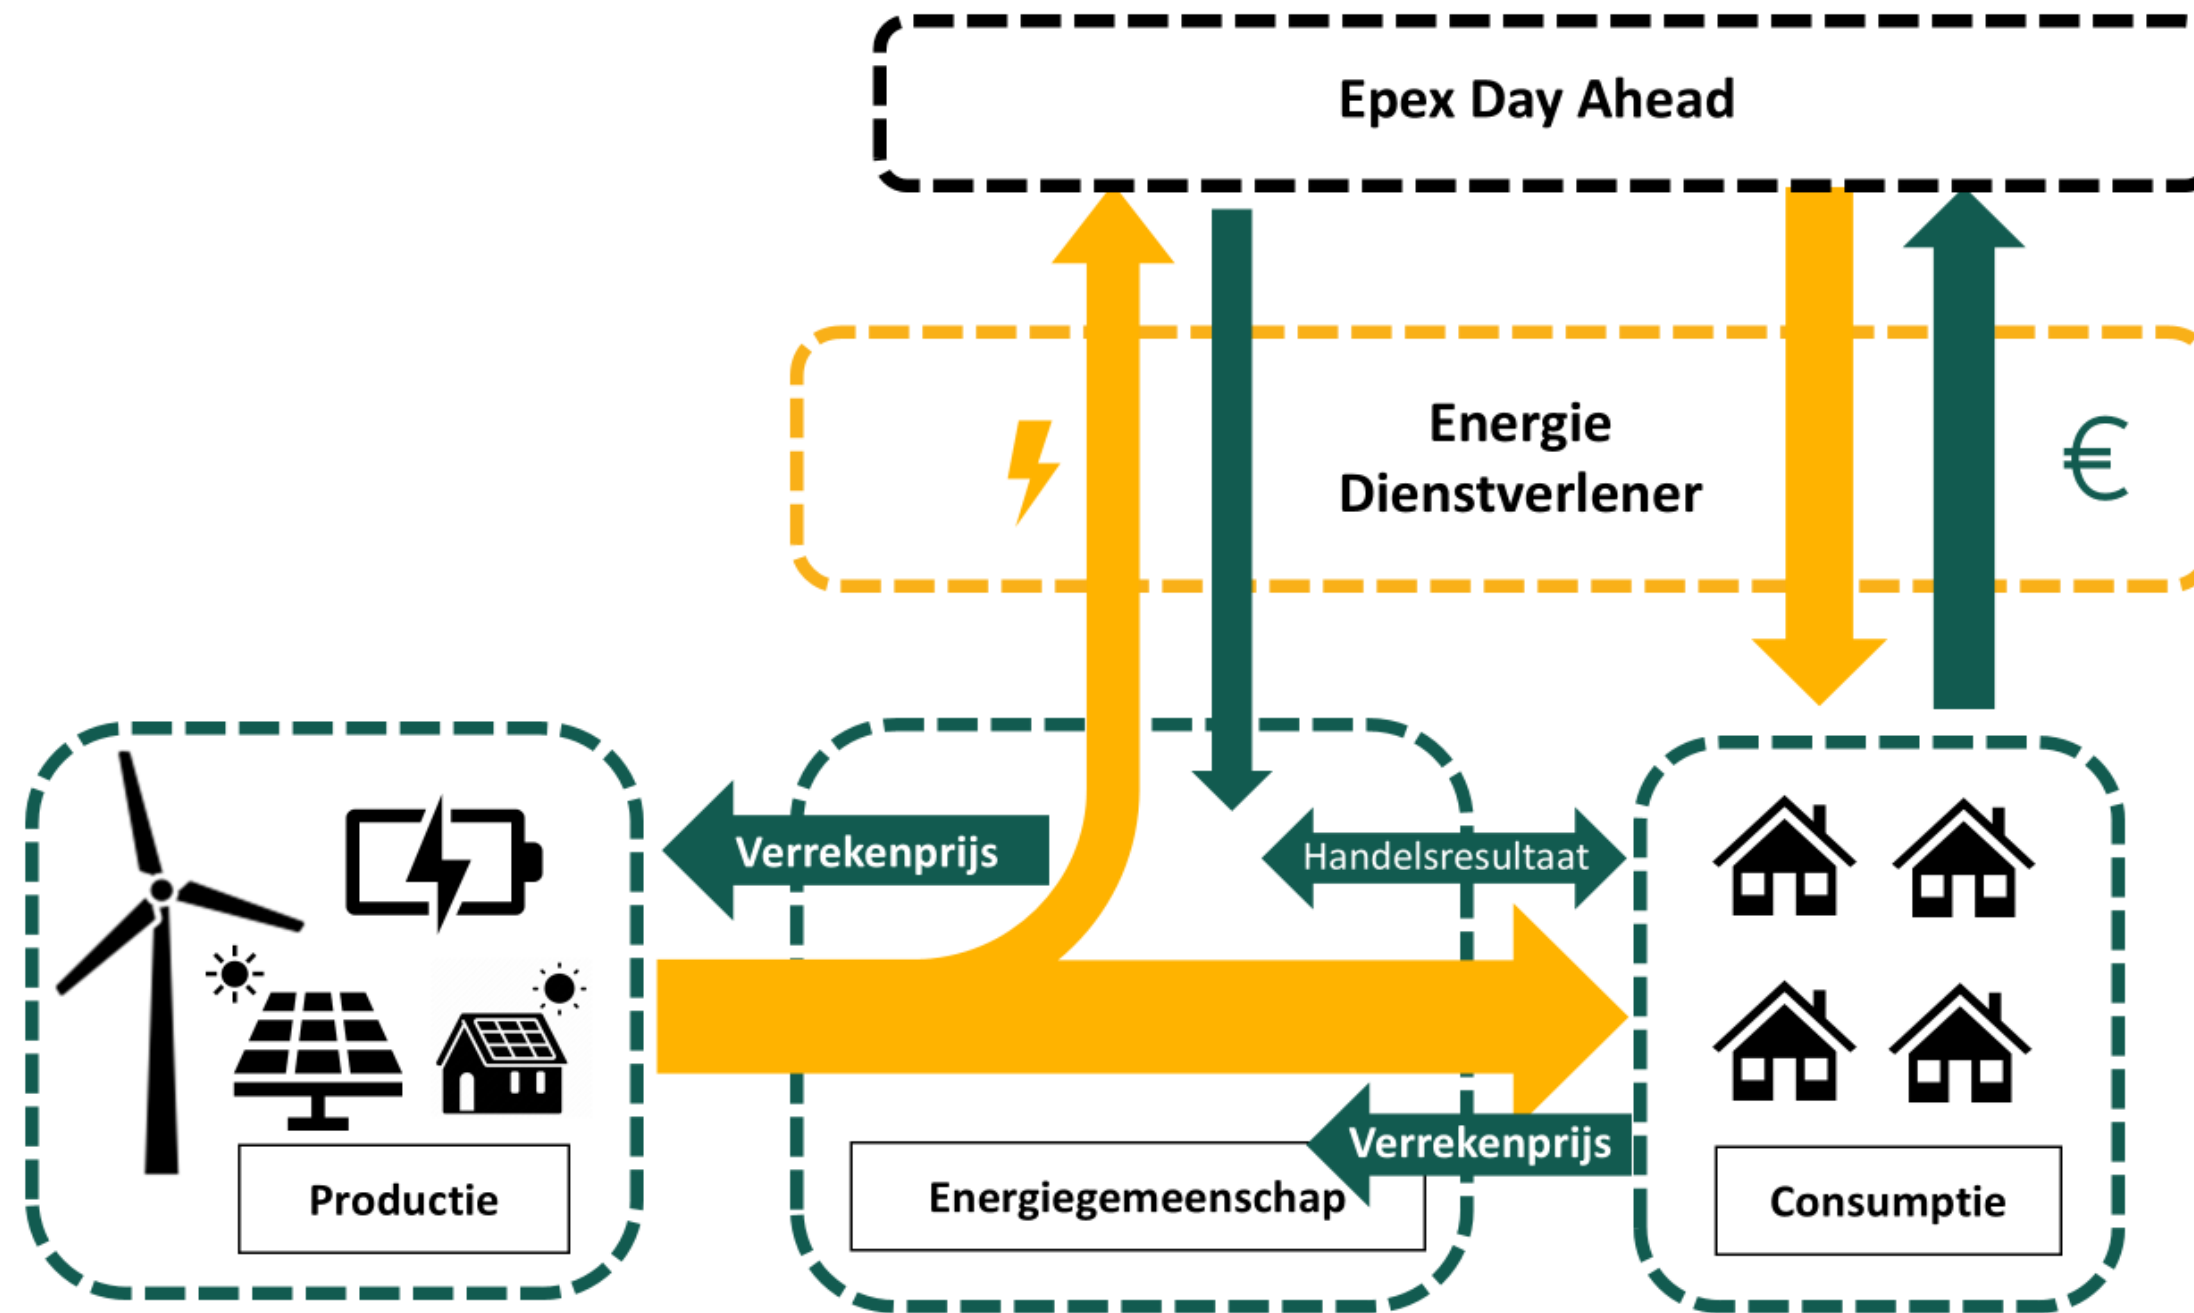 Epex Day Ahead
Energie
Dienstverlener
€
Verrekenprijs
Handelsresultaat
Verrekenprijs
Productie
Energiegemeenschap
Consumptie